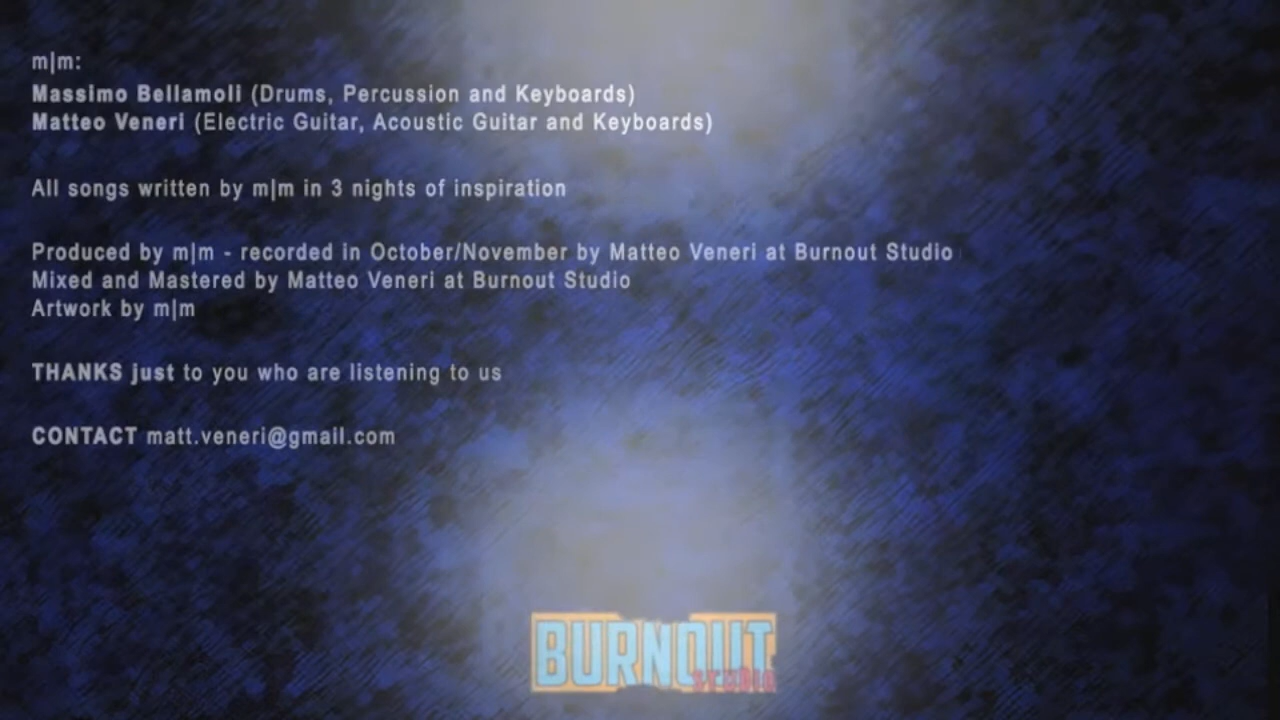 m|m:
Massimo Bellamoli (Drums, Percussion and Keyboards)
Matteo Veneri (Electric Guitar, Acoustic Guitar and Keyboards)
All songs written by m|m in 3 nights of inspiration
Produced by m|m - recorded in October/November by Matteo Veneri at Burnout Studio
Mixed and Mastered by Matteo Veneri at Burnout Studio
Artwork by m|m
THANKS just to you who are listening to us
CONTACT matt.veneri@gmail.com
BURNOUT
STUDIO